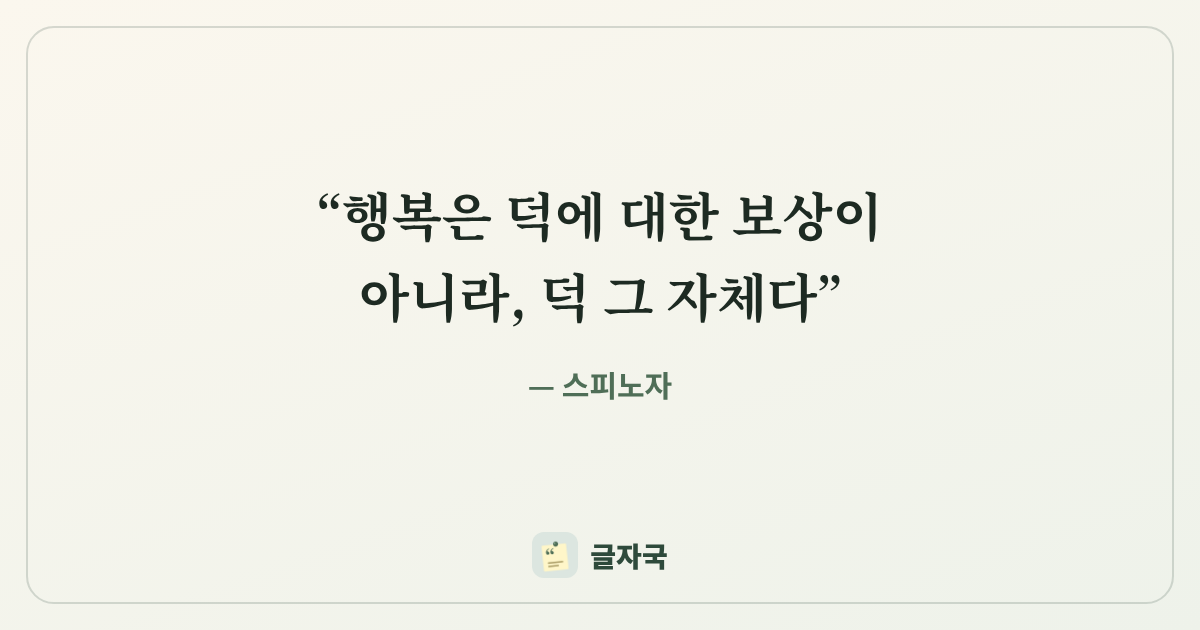 “행복은 덕에 대한 보상이
아니라, 덕 그 자체다”
— 스피노자
글자국